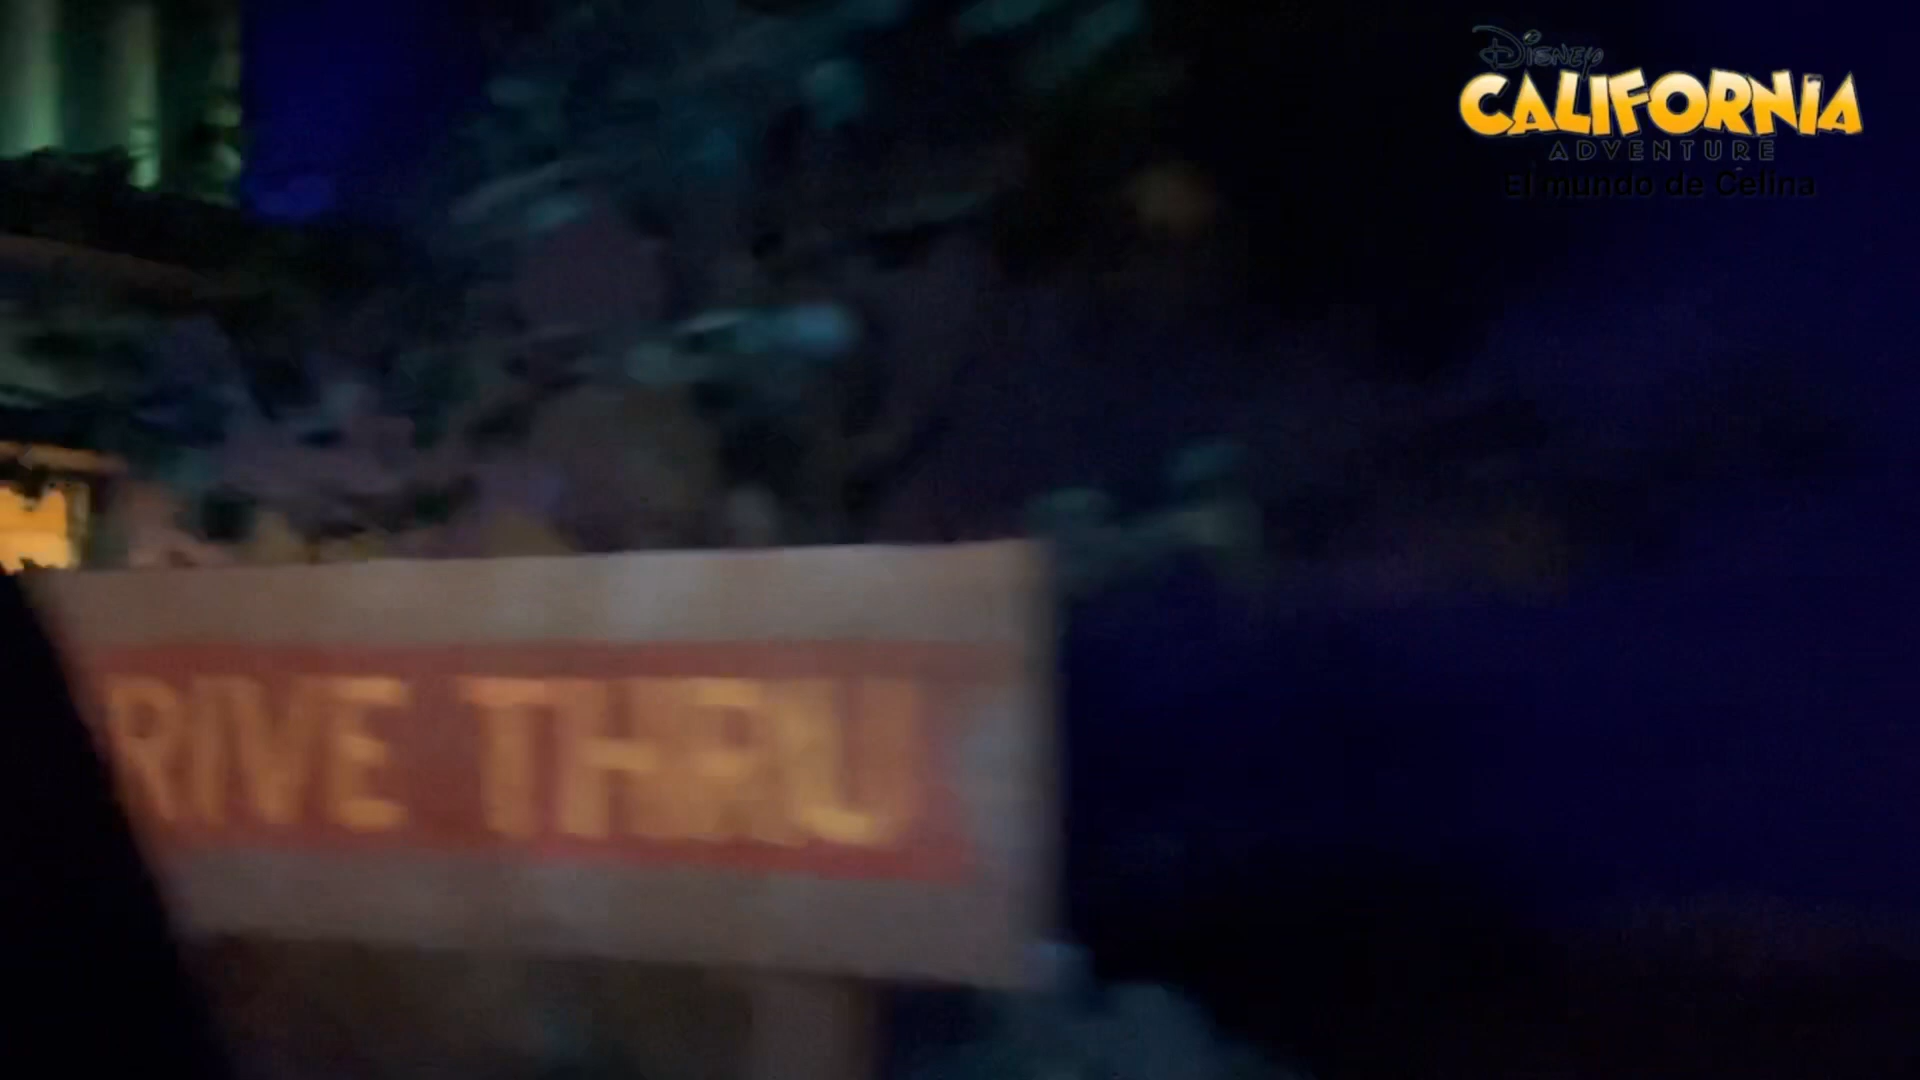 Disney
CALIFORNIA
ADVENTURE
El mundo de Celina
RIVE THRU